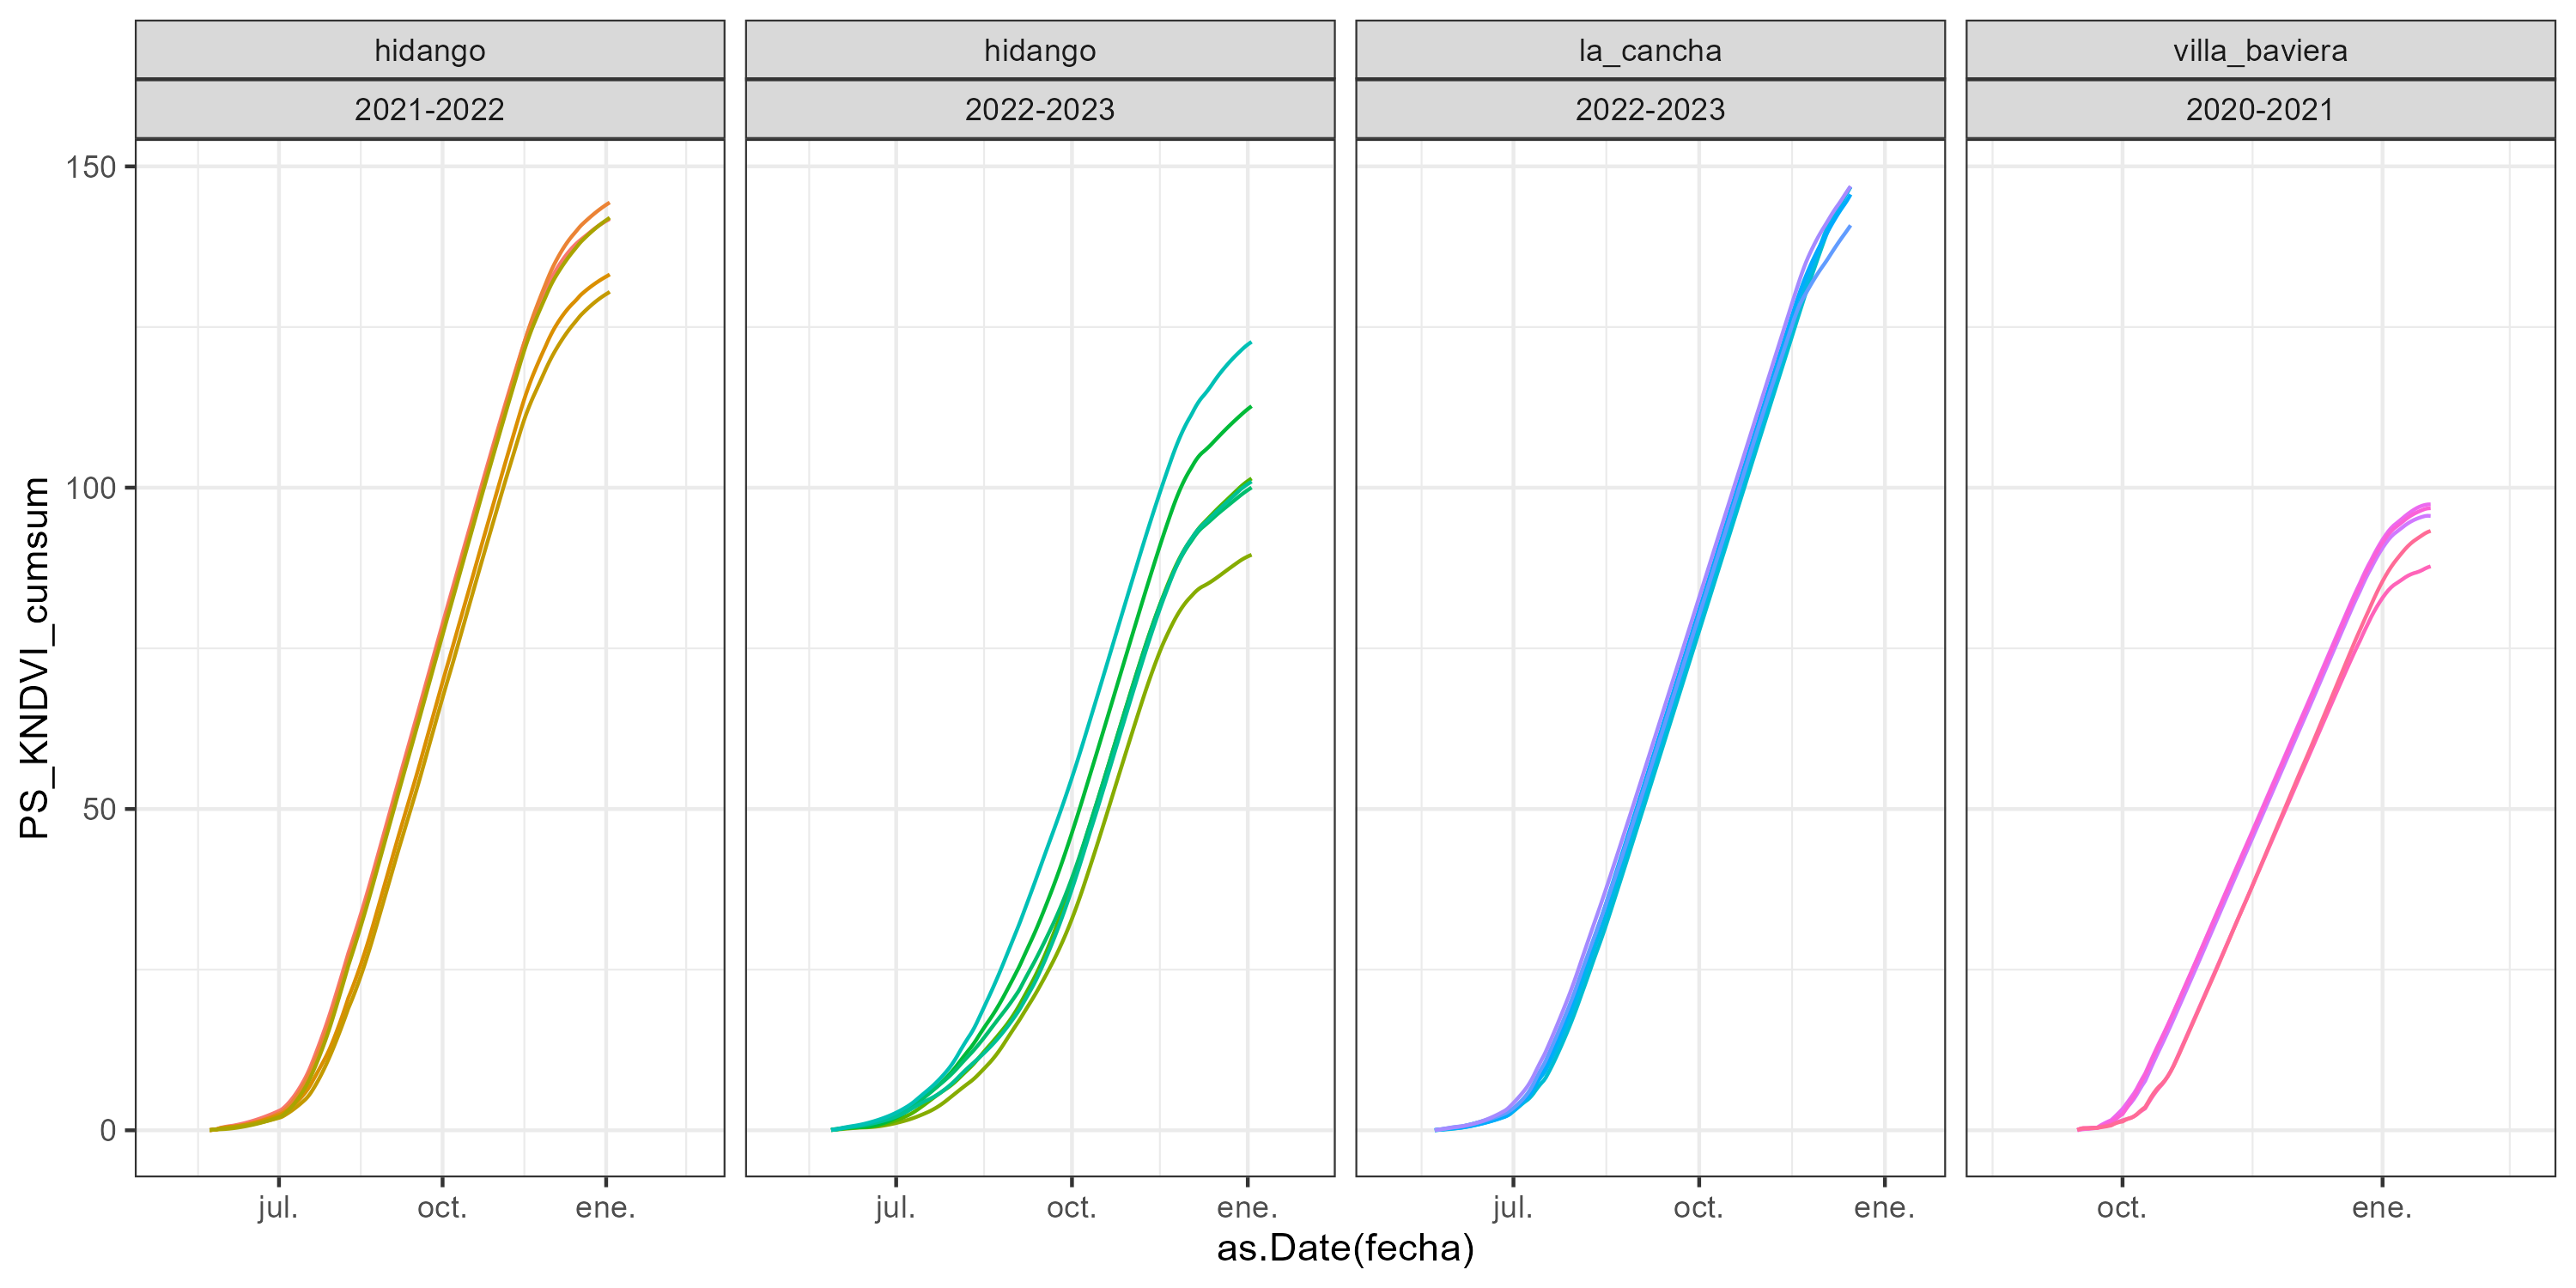 hidango hidango la_cancha villa_baviera
2021-2022 2022-2023 2022-2023 2020-2021
150
100
50
0
PS_KNDVI_cumsum
jul. oct. ene. jul. oct. ene. jul. oct. ene. oct. ene.
as.Date(fecha)